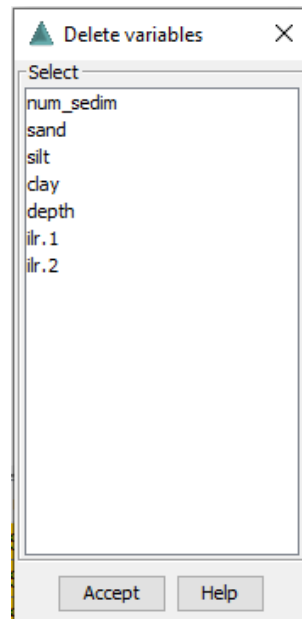 Delete variables
Select
num_sedim
sand
silt
clay
depth
ilr.1
ilr.2
Accept
Help